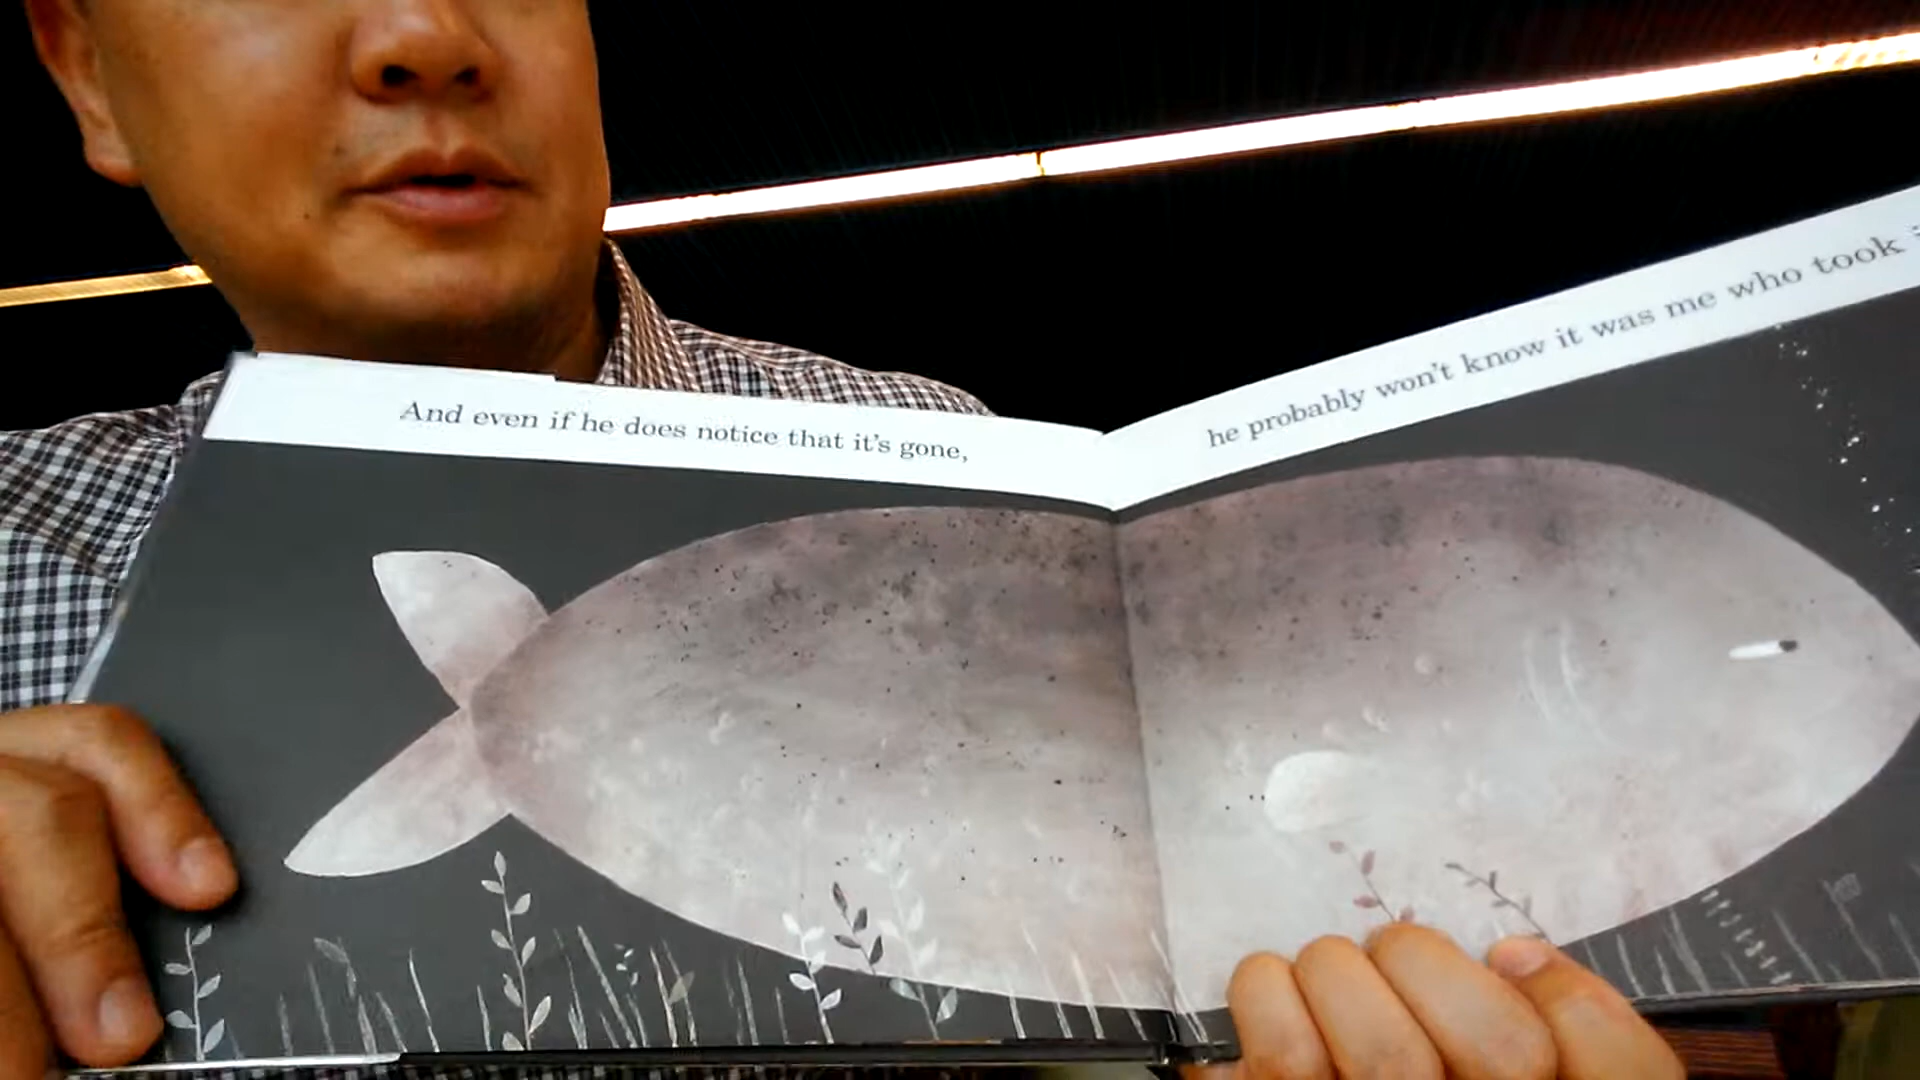 And even if he does notice that it's gone,
he probably won't know it was me who took